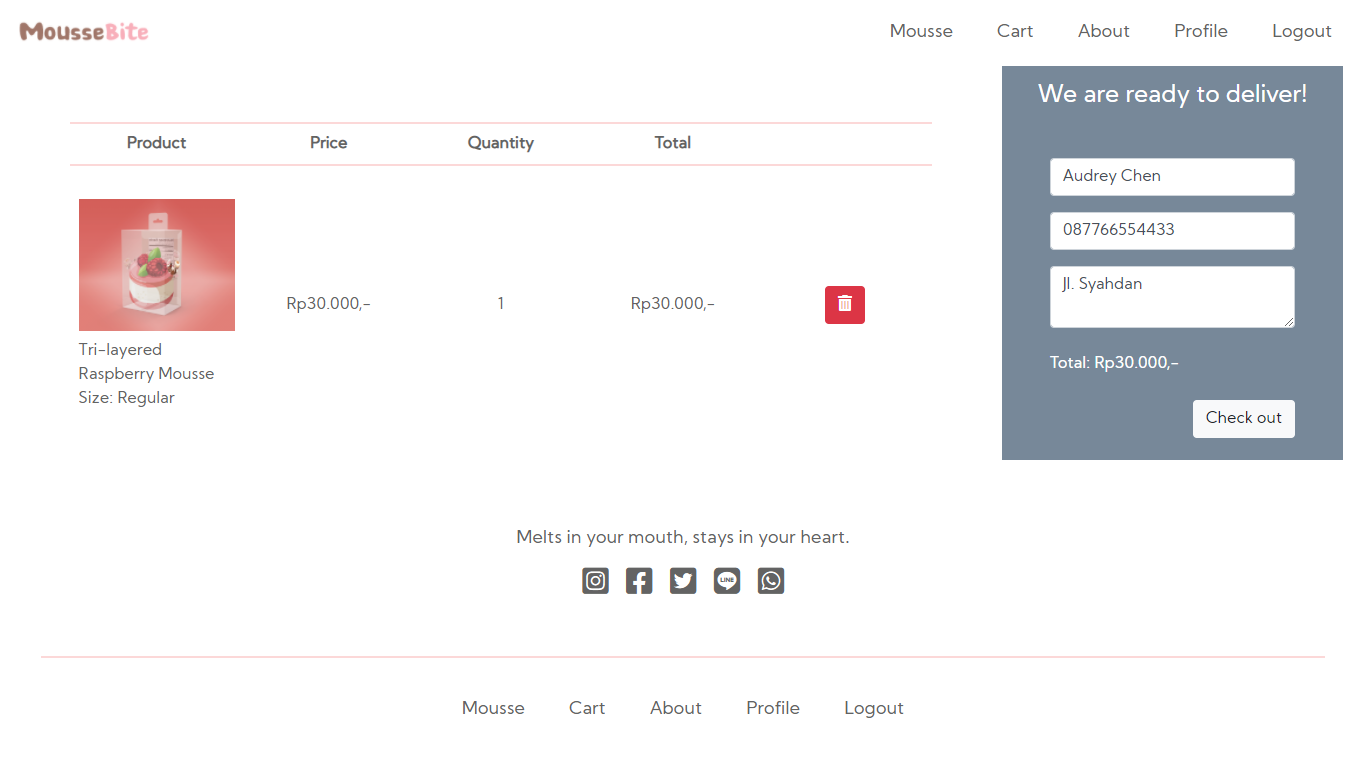 MousseBite
Mousse Cart About Profile Logout
We are ready to deliver!
Product Price Quantity Total
Audrey Chen
087766554433
Jl. Syahdan
Rp30.000,- 1 Rp30.000,-
Tri-layered
Raspberry Mousse
Size: Regular
Total: Rp30.000,-
Check out
Melts in your mouth, stays in your heart.
LINE
Mousse Cart About Profile Logout